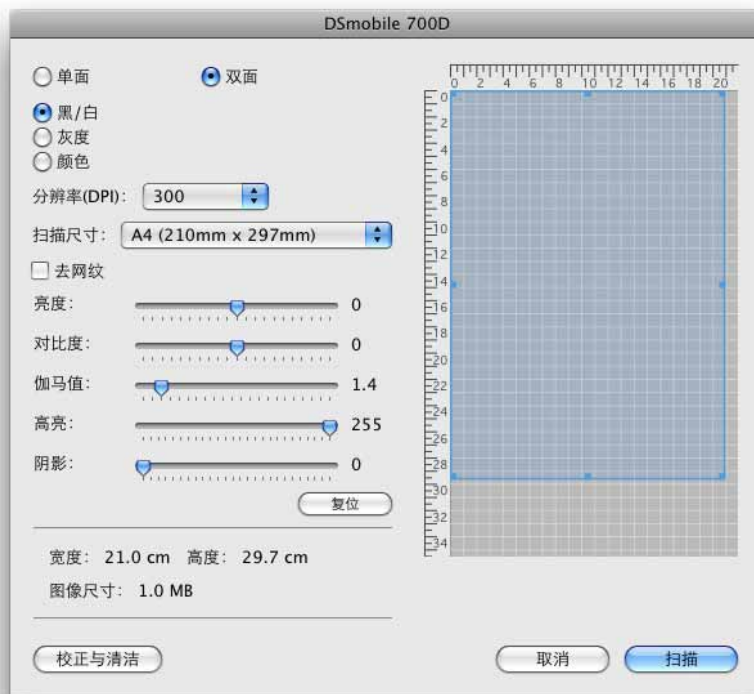 DSmobile 700D
单面 双面
黑/白
灰度
颜色
分辨率(DPI): 300
扫描尺寸: A4 (210mm x 297mm)
去网纹
亮度: 0
对比度: 0
伽马值: 1.4
高亮: 255
阴影: 0
复位
宽度: 21.0 cm 高度: 29.7 cm
图像尺寸: 1.0 MB
校正与清洁
0 2 4 6 8 10 12 14 16 18 20
0
2
4
6
8
10
12
14
16
18
20
22
24
26
28
30
32
34
取消 扫描